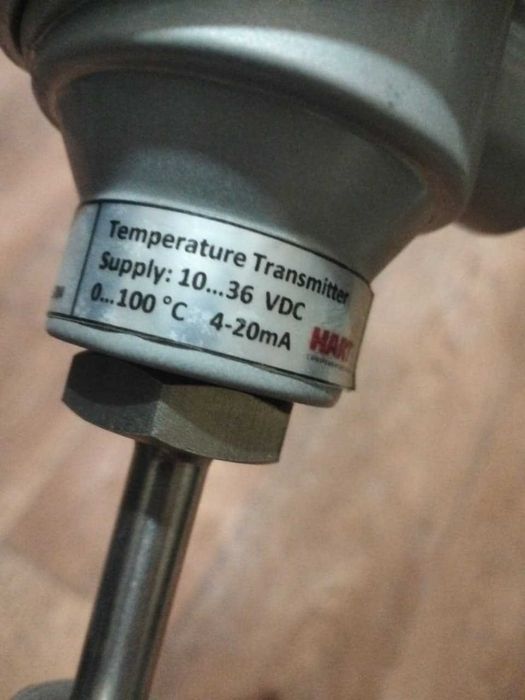 Temperature Transmitter
Supply: 10...36 VDC
0...100 °C 4-20mA
HART